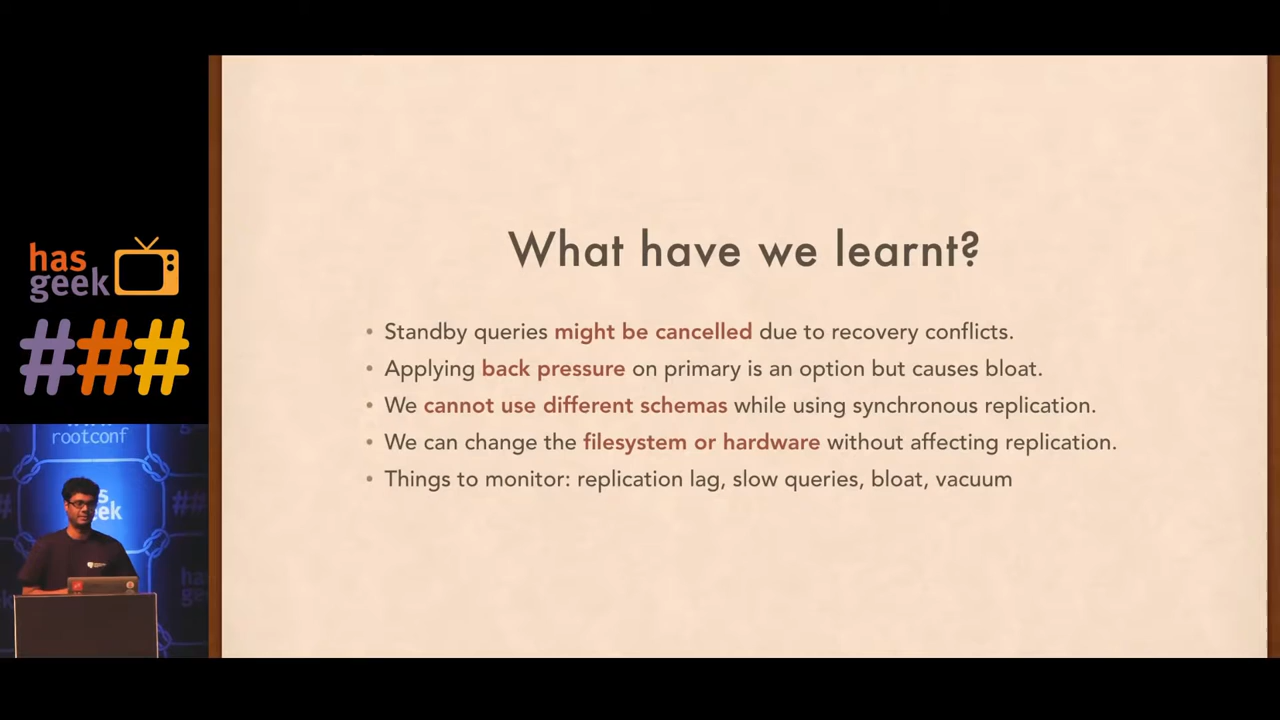 What have we learnt?
• Standby queries might be cancelled due to recovery conflicts.
• Applying back pressure on primary is an option but causes bloat.
• We cannot use different schemas while using synchronous replication.
• We can change the filesystem or hardware without affecting replication.
• Things to monitor: replication lag, slow queries, bloat, vacuum
has
geek
###
rootconf